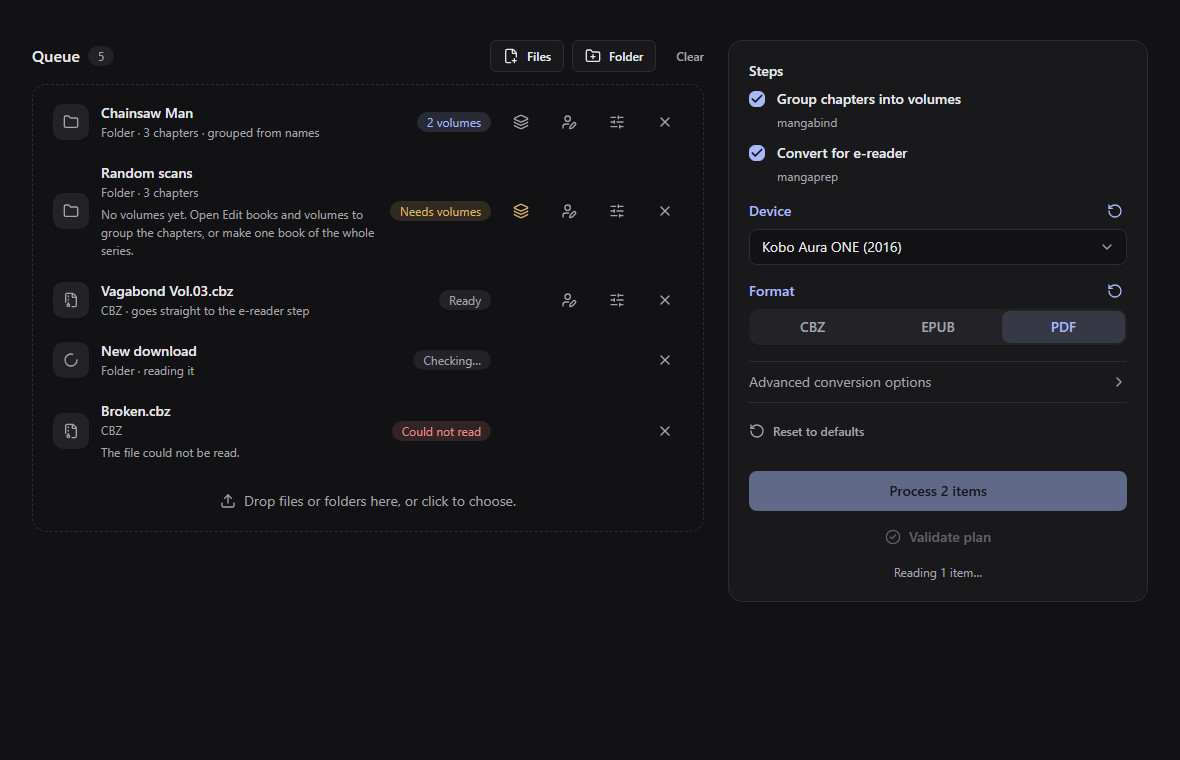 Queue 5
Files
Folder
Clear
Chainsaw Man
Folder · 3 chapters · grouped from names
2 volumes
Random scans
Folder · 3 chapters
No volumes yet. Open Edit books and volumes to
group the chapters, or make one book of the whole
series.
Needs volumes
Vagabond Vol.03.cbz
CBZ · goes straight to the e-reader step
Ready
New download
Folder · reading it
Checking...
Broken.cbz
CBZ
The file could not be read.
Could not read
Drop files or folders here, or click to choose.
Steps
Group chapters into volumes
mangabind
Convert for e-reader
mangaprep
Device
Kobo Aura ONE (2016)
Format
CBZ EPUB PDF
Advanced conversion options
Reset to defaults
Process 2 items
Validate plan
Reading 1 item...